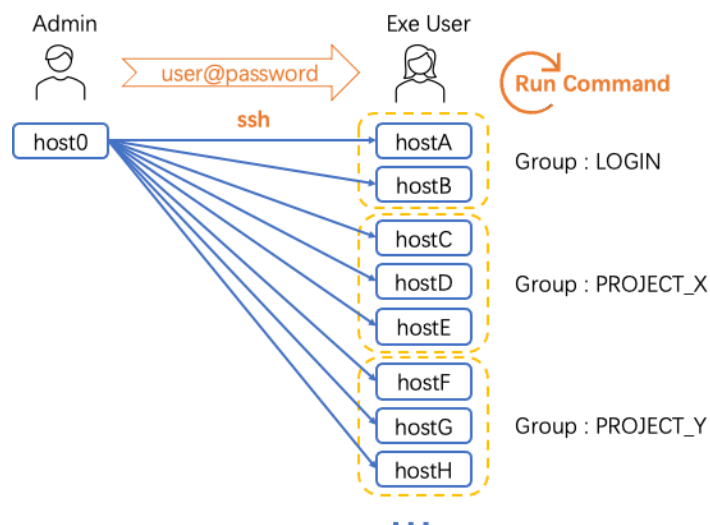 Admin
Exe User
user@password
Run Command
ssh
host0
hostA
hostB
Group : LOGIN
hostC
hostD
hostE
Group : PROJECT_X
hostF
hostG
hostH
Group : PROJECT_Y
...